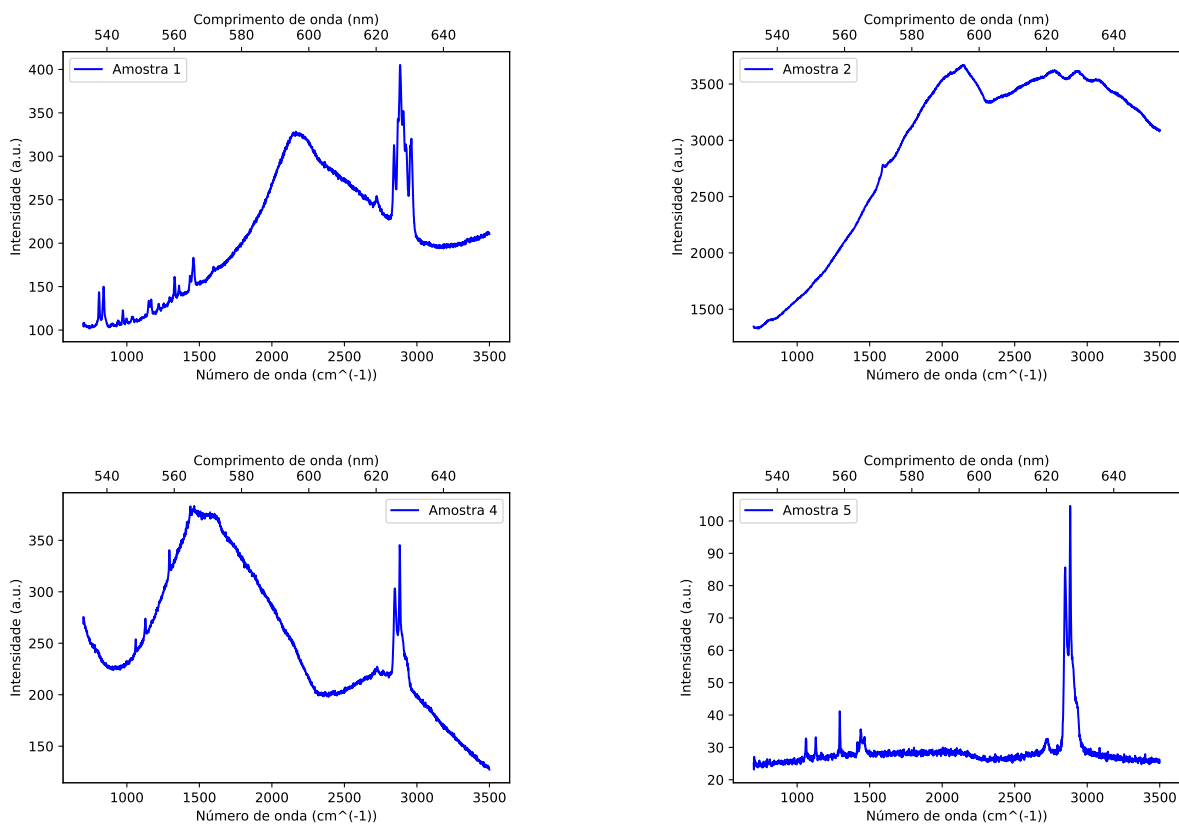 Comprimento de onda (nm)
540 560 580 600 620 640
400
350
300
250
200
150
100
Intensidade (a.u.)
Amostra 1
1000 1500 2000 2500 3000 3500
Número de onda (cm^(-1))
Comprimento de onda (nm)
540 560 580 600 620 640
3500
3000
2500
2000
1500
Intensidade (a.u.)
Amostra 2
1000 1500 2000 2500 3000 3500
Número de onda (cm^(-1))
Comprimento de onda (nm)
540 560 580 600 620 640
350
300
250
200
150
Intensidade (a.u.)
Amostra 4
1000 1500 2000 2500 3000 3500
Número de onda (cm^(-1))
Comprimento de onda (nm)
540 560 580 600 620 640
100
90
80
70
60
50
40
30
20
Intensidade (a.u.)
Amostra 5
1000 1500 2000 2500 3000 3500
Número de onda (cm^(-1))